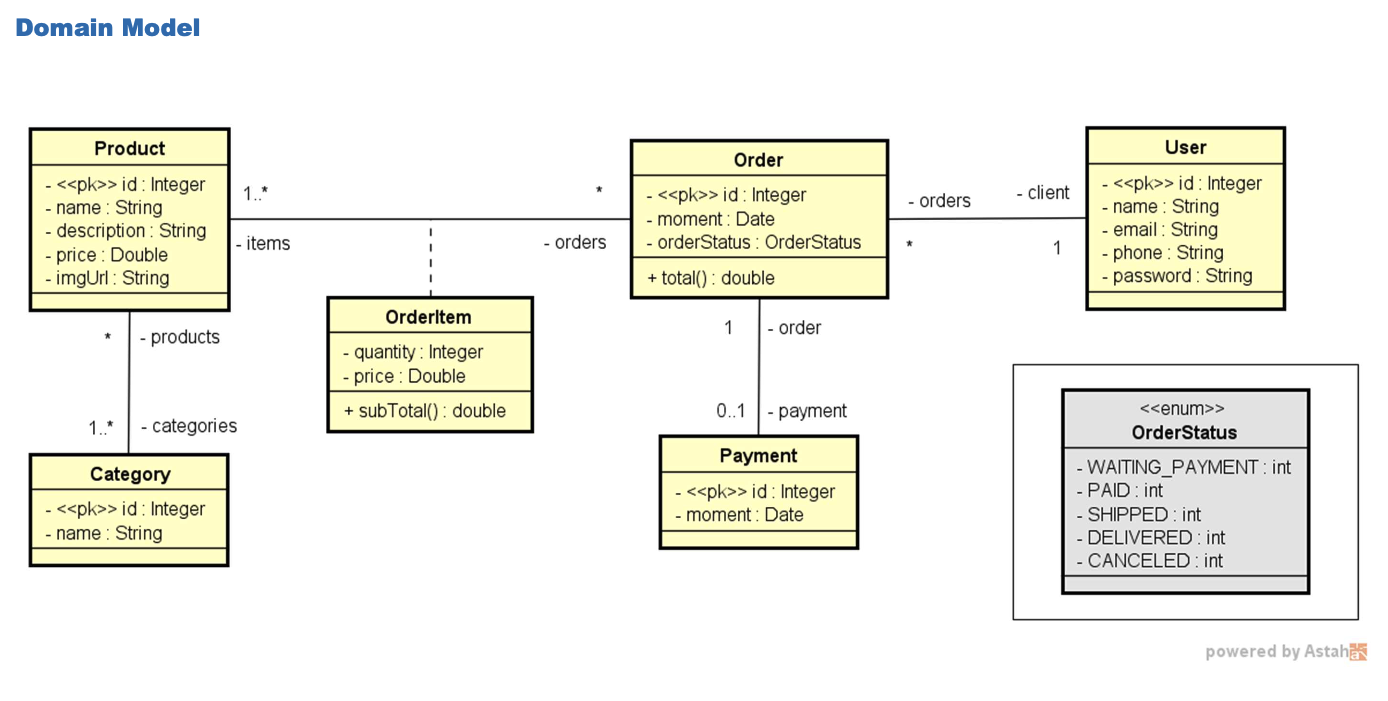 Domain Model
Product
- <<pk>> id : Integer
- name : String
- description : String
- price : Double
- imgUrl : String
1..*
- items
*
- orders
Order
- <<pk>> id : Integer
- moment : Date
- orderStatus : OrderStatus
+ total() : double
- orders
*
- client
1
User
- <<pk>> id : Integer
- name : String
- email : String
- phone : String
- password : String
OrderItem
- quantity : Integer
- price : Double
+ subTotal() : double
* - products
1..* - categories
Category
- <<pk>> id : Integer
- name : String
1 - order
0..1 - payment
Payment
- <<pk>> id : Integer
- moment : Date
<<enum>>
OrderStatus
- WAITING_PAYMENT : int
- PAID : int
- SHIPPED : int
- DELIVERED : int
- CANCELED : int
powered by Astah